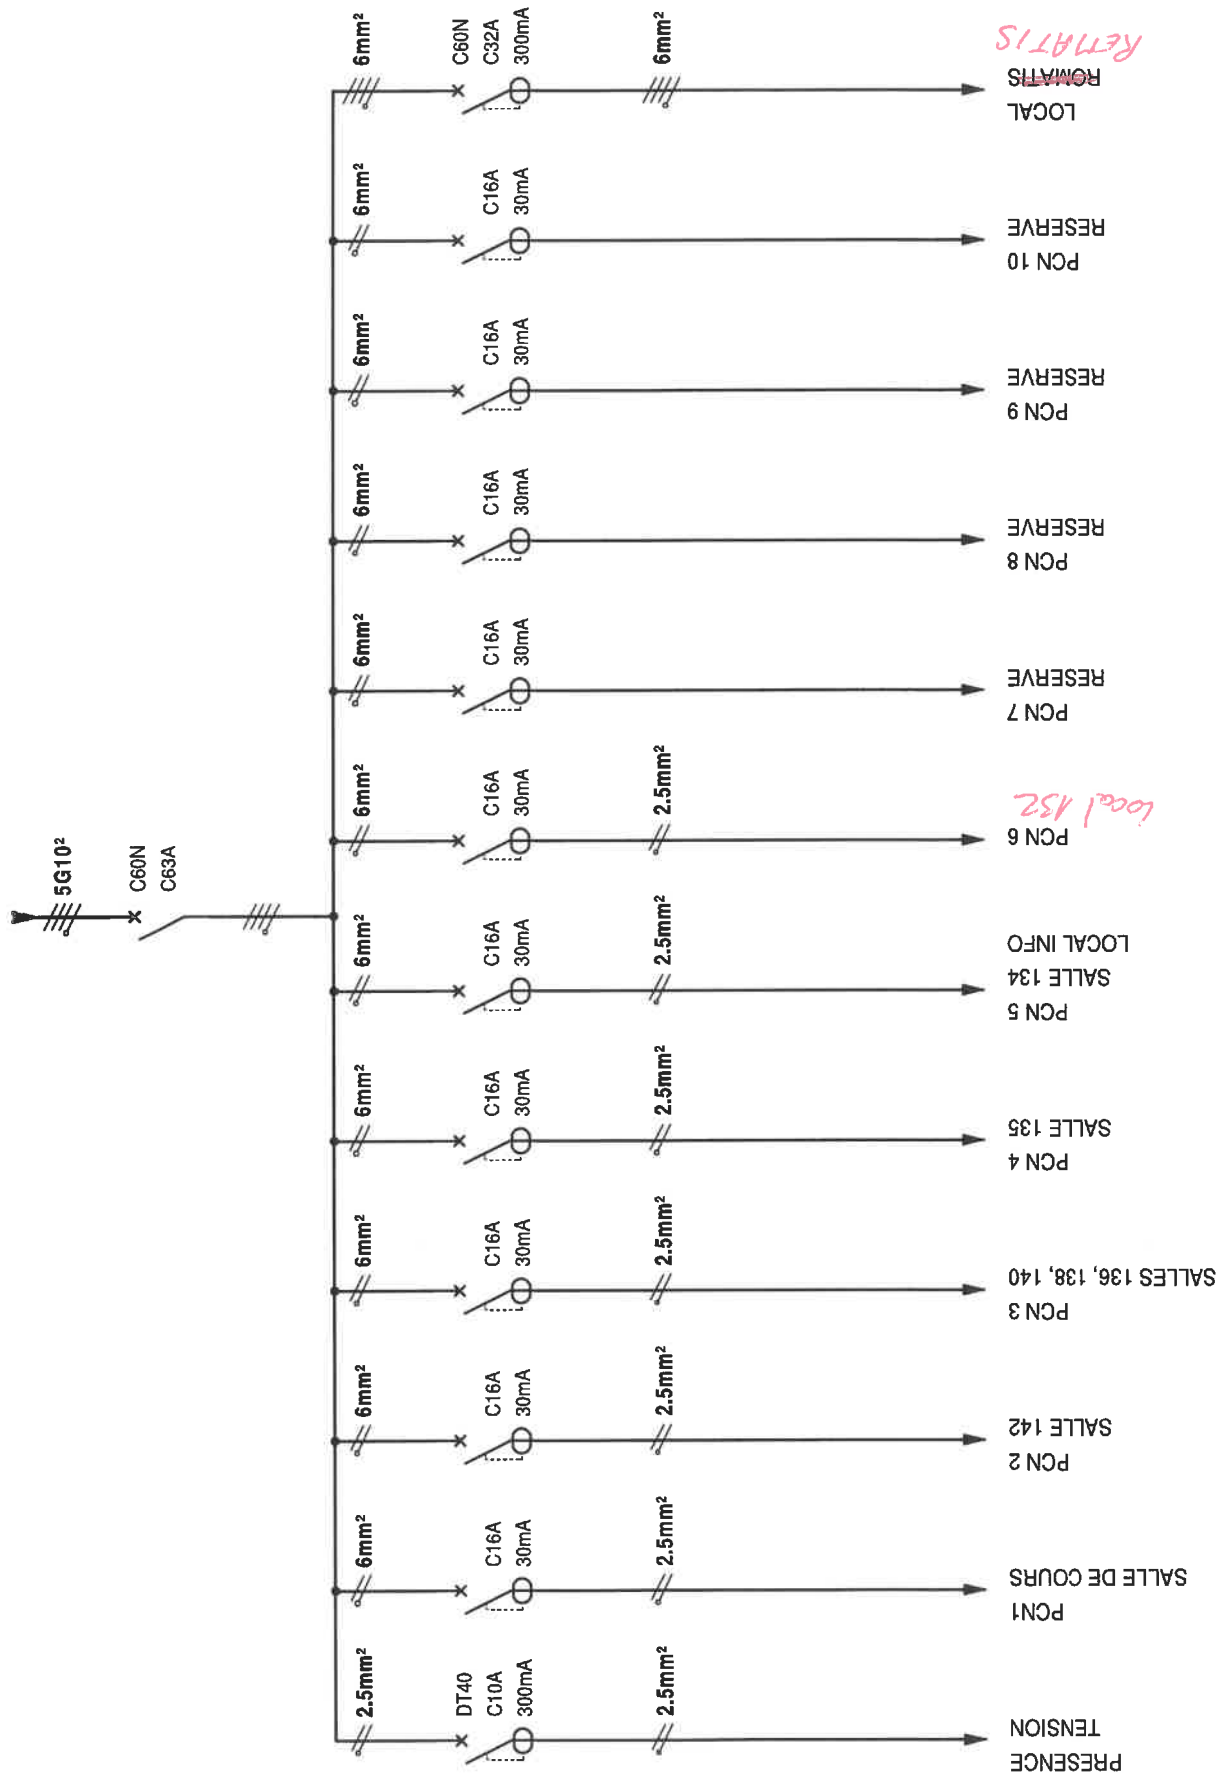 5G10²
C60N
C63A
2.5mm²
DT40
C10A
300mA
2.5mm²
PRESENCE
TENSION
6mm²
C16A
30mA
2.5mm²
PCN1
SALLE DE COURS
6mm²
C16A
30mA
2.5mm²
PCN 2
SALLE 142
6mm²
C16A
30mA
2.5mm²
PCN 3
SALLES 136, 138, 140
6mm²
C16A
30mA
2.5mm²
PCN 4
SALLE 135
6mm²
C16A
30mA
2.5mm²
PCN 5
SALLE 134
LOCAL INFO
6mm²
C16A
30mA
2.5mm²
PCN 6
local 132
6mm²
C16A
30mA
PCN 7
RESERVE
6mm²
C16A
30mA
PCN 8
RESERVE
6mm²
C16A
30mA
PCN 9
RESERVE
6mm²
C16A
30mA
PCN 10
RESERVE
6mm²
C60N
C32A
300mA
6mm²
LOCAL
ROMATIS
REMATIS